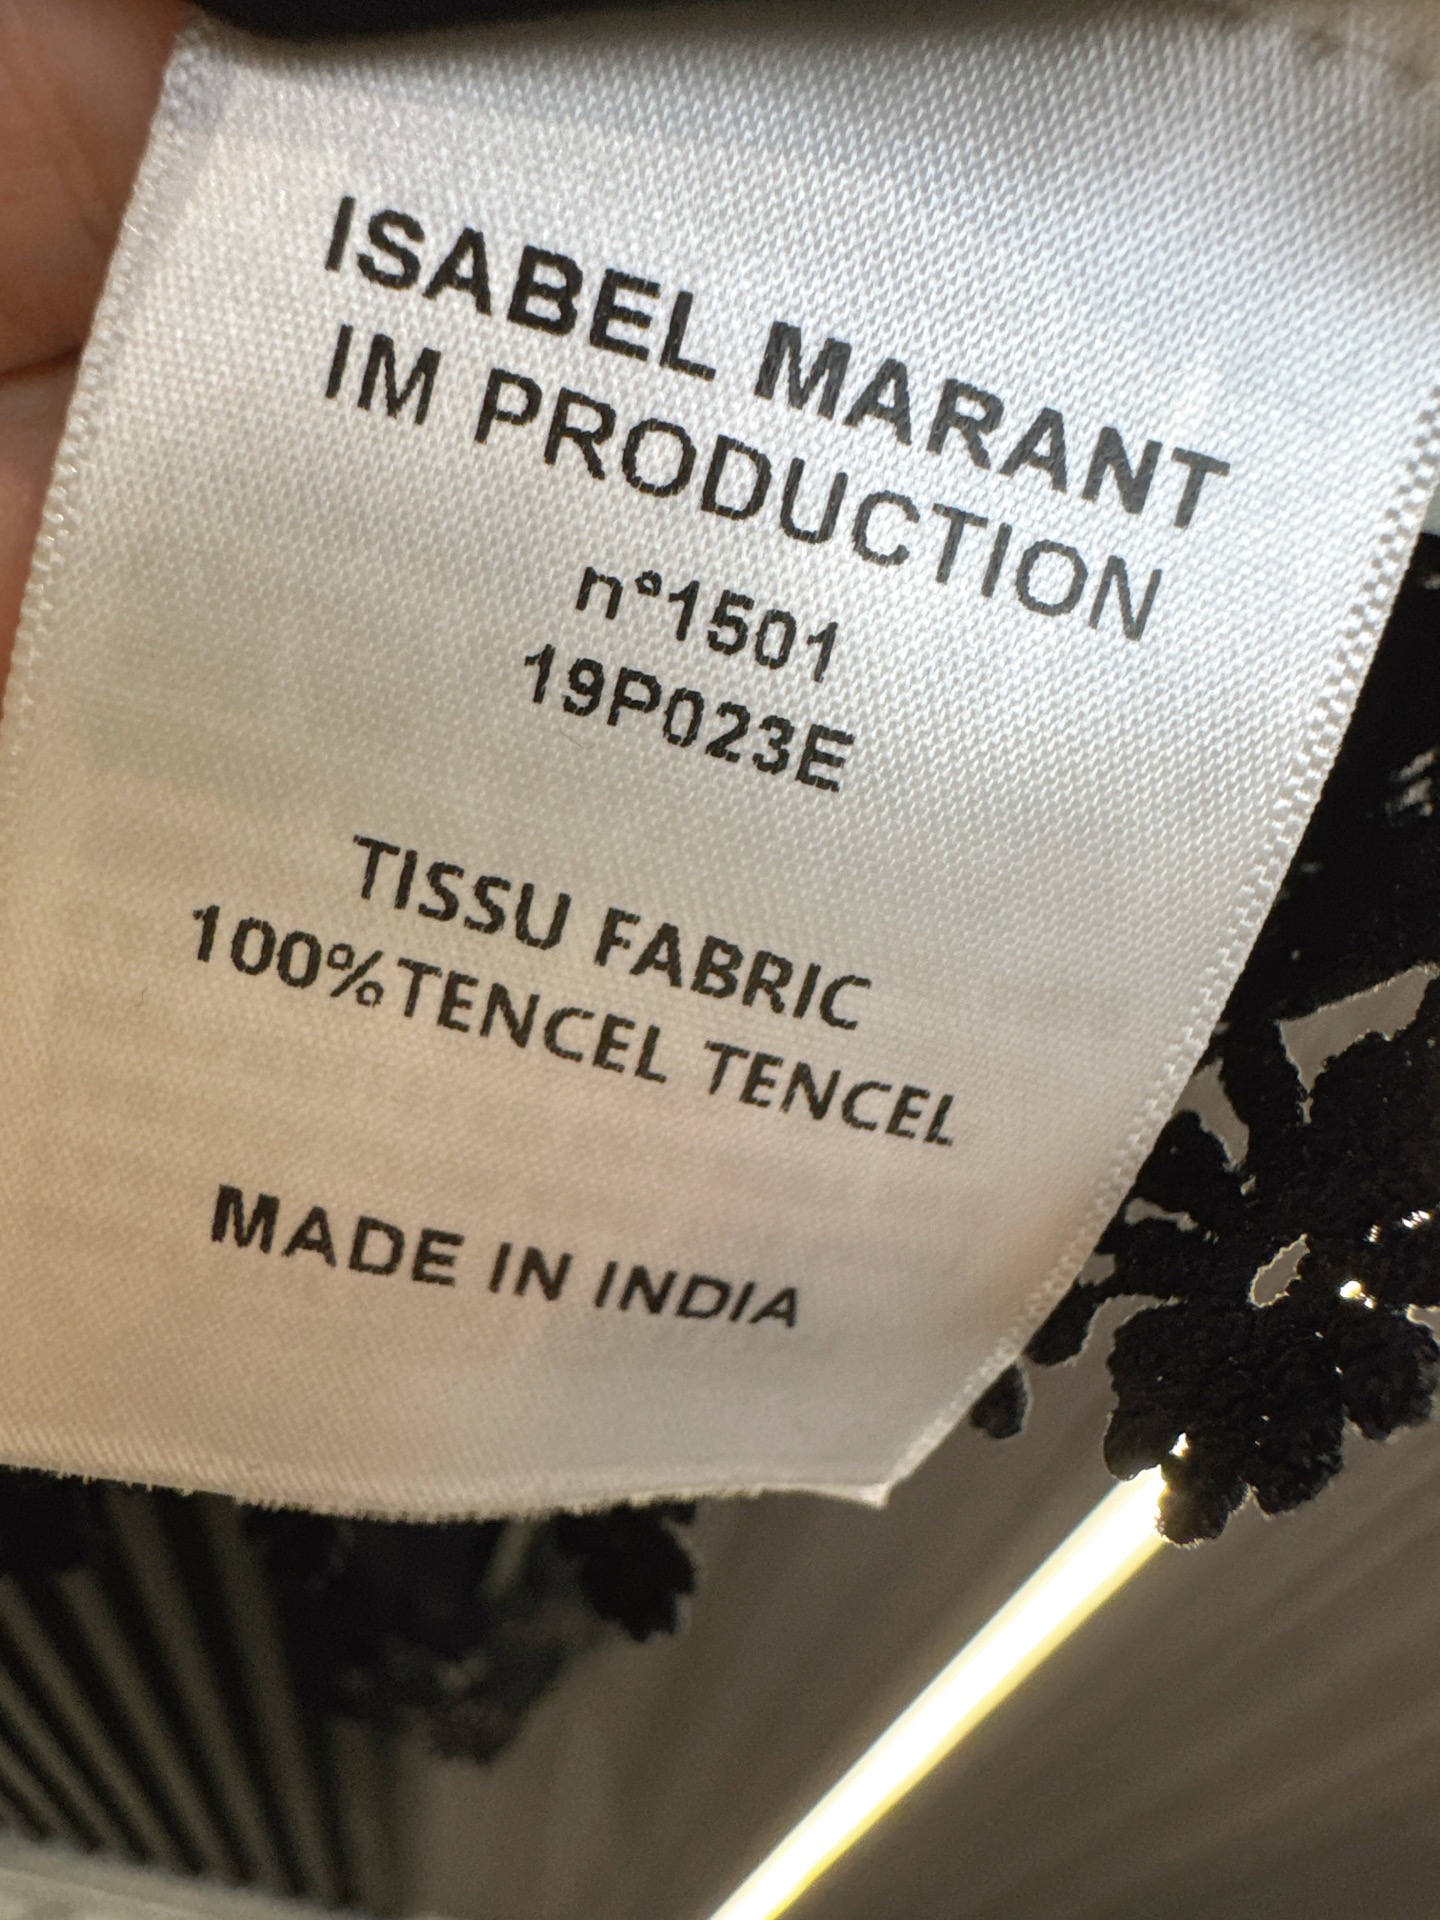 ISABEL MARANT
IM PRODUCTION
n°1501
19P023E
TISSU FABRIC
100%TENCEL TENCEL
MADE IN INDIA